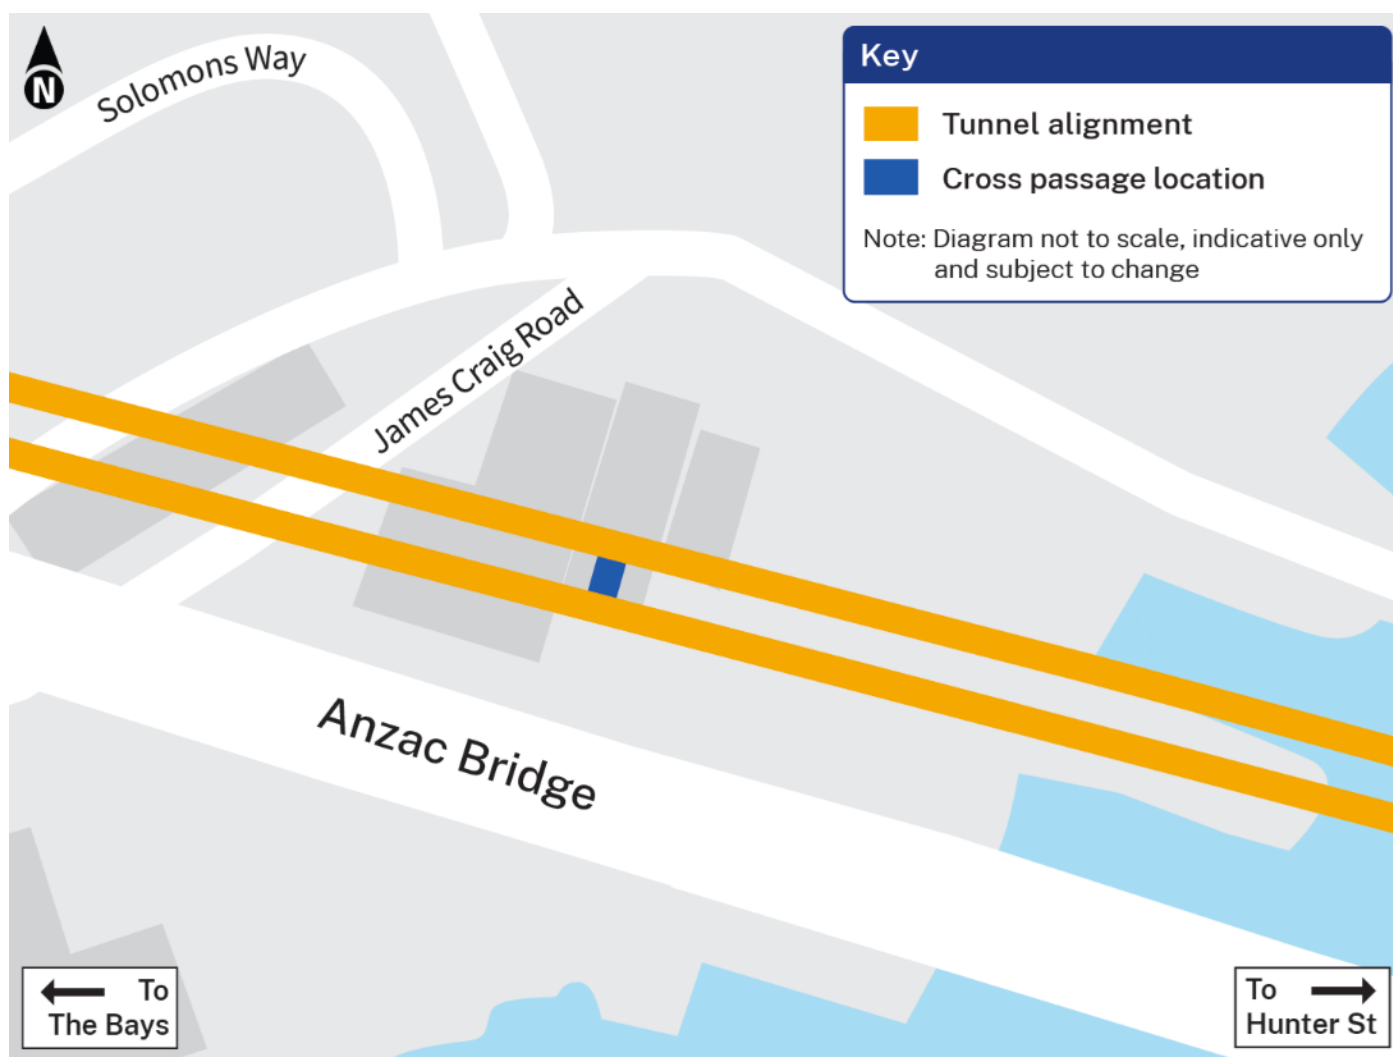 N
Solomons Way
Key
Tunnel alignment
Cross passage location
Note: Diagram not to scale, indicative only
and subject to change
James Craig Road
Anzac Bridge
To
The Bays
To
Hunter St